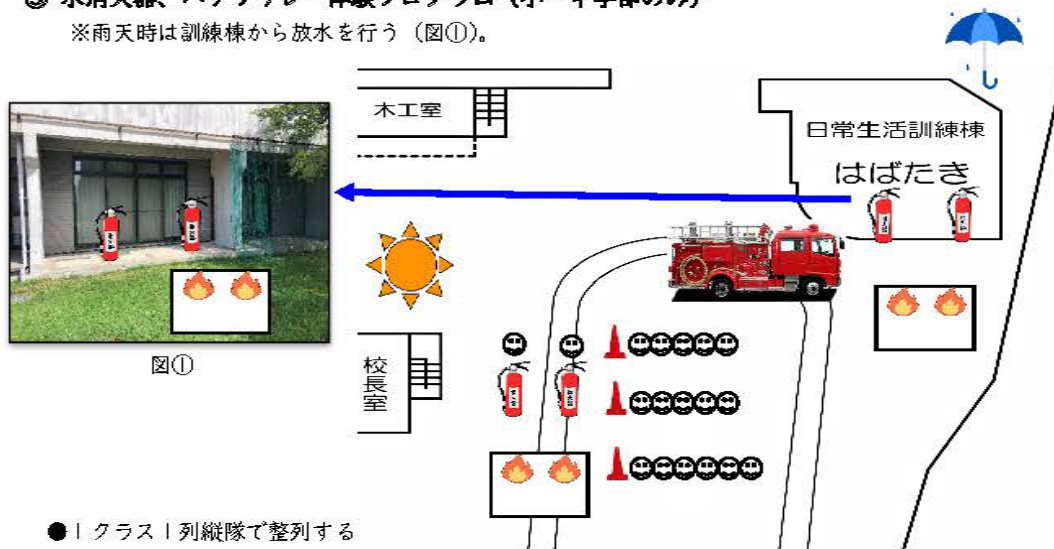 ※雨天時は訓練棟から放水を行う（図①）。
木工室
日常生活訓練棟
はばたき
図①
校長室
●１クラス１列縦隊で整列する